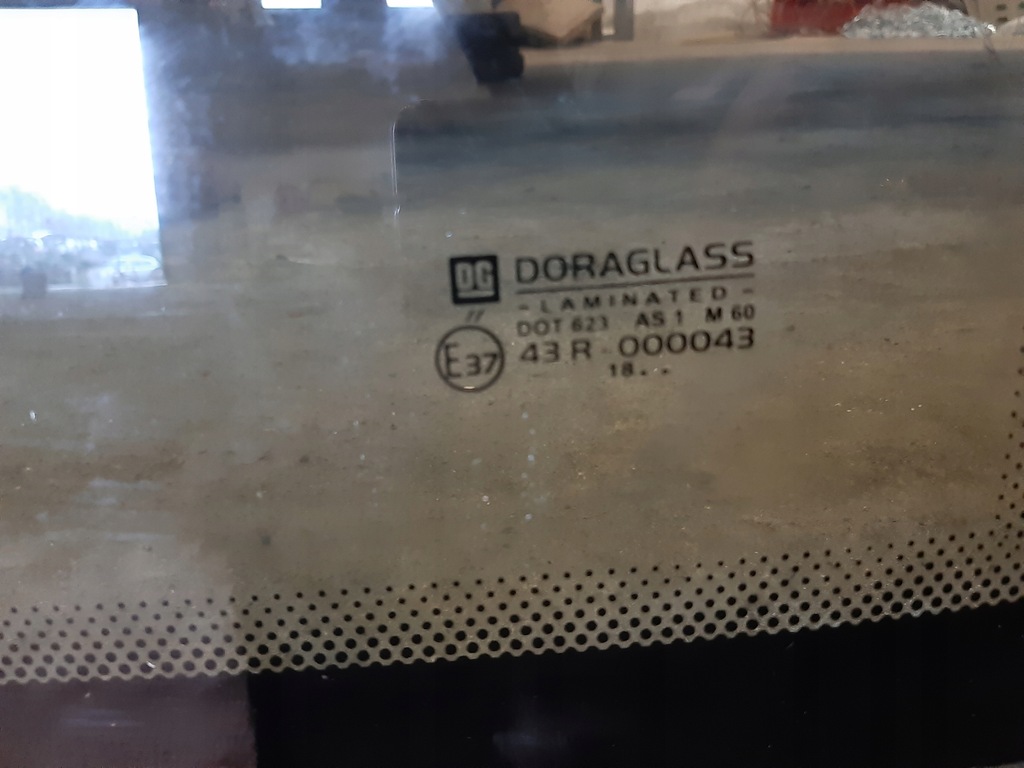 DG DORAGLASS
- LAMINATED -
//
DOT 623 AS 1 M 60
E37 43 R - 000043
18. . .